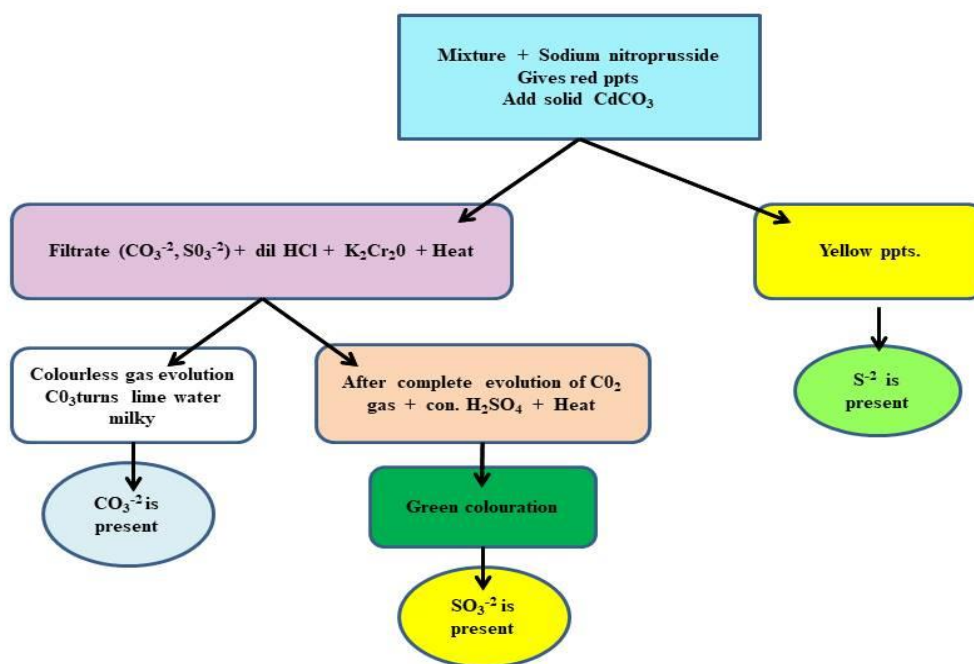 Mixture + Sodium nitroprusside
Gives red ppts
Add solid CdCO₃
Filtrate (CO₃⁻², S0₃⁻²) + dil HCl + K₂Cr₂0 + Heat
Yellow ppts.
Colourless gas evolution
C0₃turns lime water
milky
After complete evolution of C0₂
gas + con. H₂SO₄ + Heat
S⁻² is
present
CO₃⁻² is
present
Green colouration
SO₃⁻² is
present